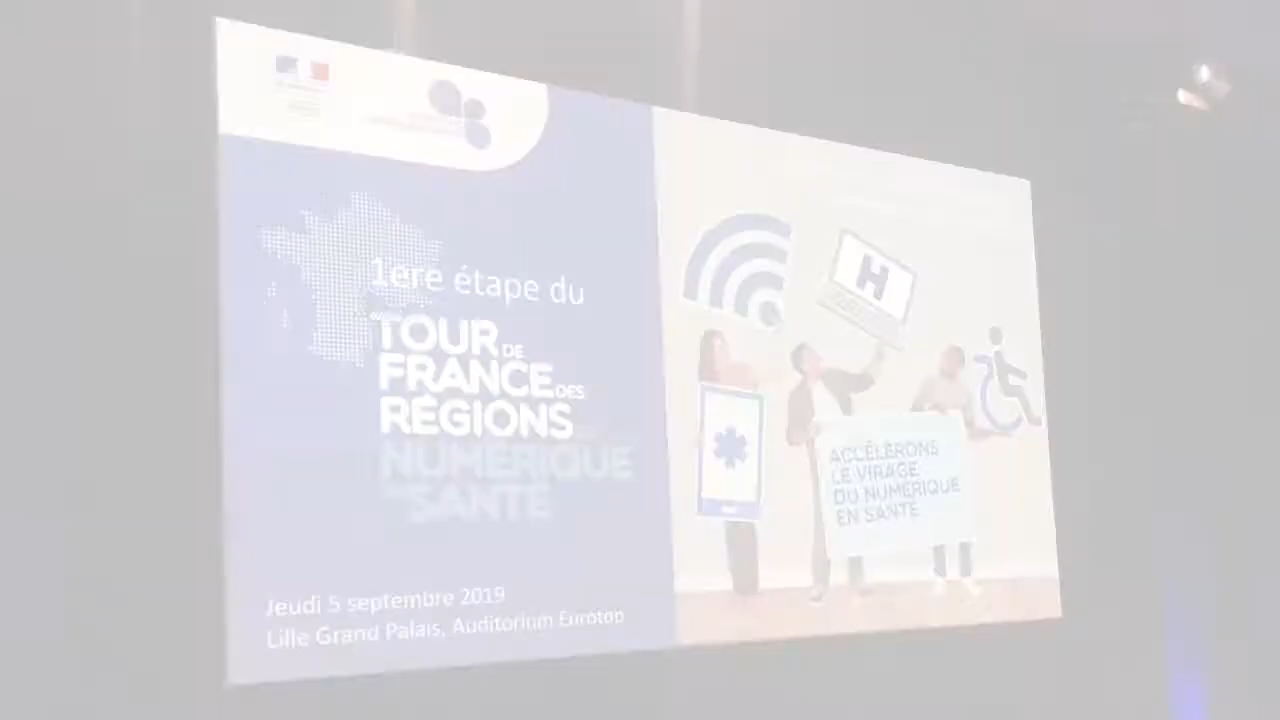 1ere étape du
TOUR DE
FRANCE DES
RÉGIONS
NUMÉRIQUE
SANTÉ
Jeudi 5 septembre 2019
Lille Grand Palais, Auditorium Eurotop
H
ACCÉLÉRONS
LE VIRAGE
DU NUMÉRIQUE
EN SANTÉ